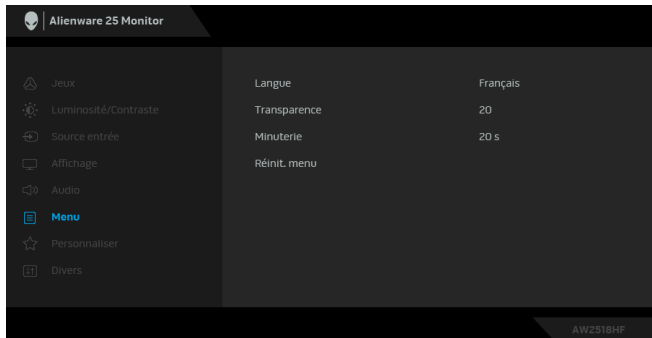 Alienware 25 Monitor
Jeux
Luminosité/Contraste
Source entrée
Affichage
Audio
Menu
Personnaliser
Divers
Langue Français
Transparence 20
Minuterie 20 s
Réinit. menu
AW2518HF